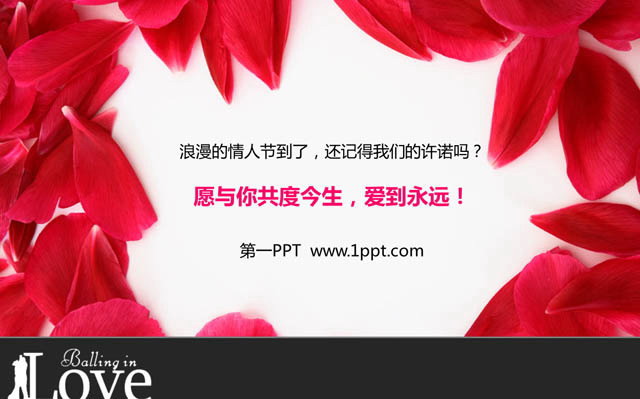 浪漫的情人节到了，还记得我们的许诺吗？
愿与你共度今生，爱到永远！
第一PPT www.1ppt.com
Balling in
Love